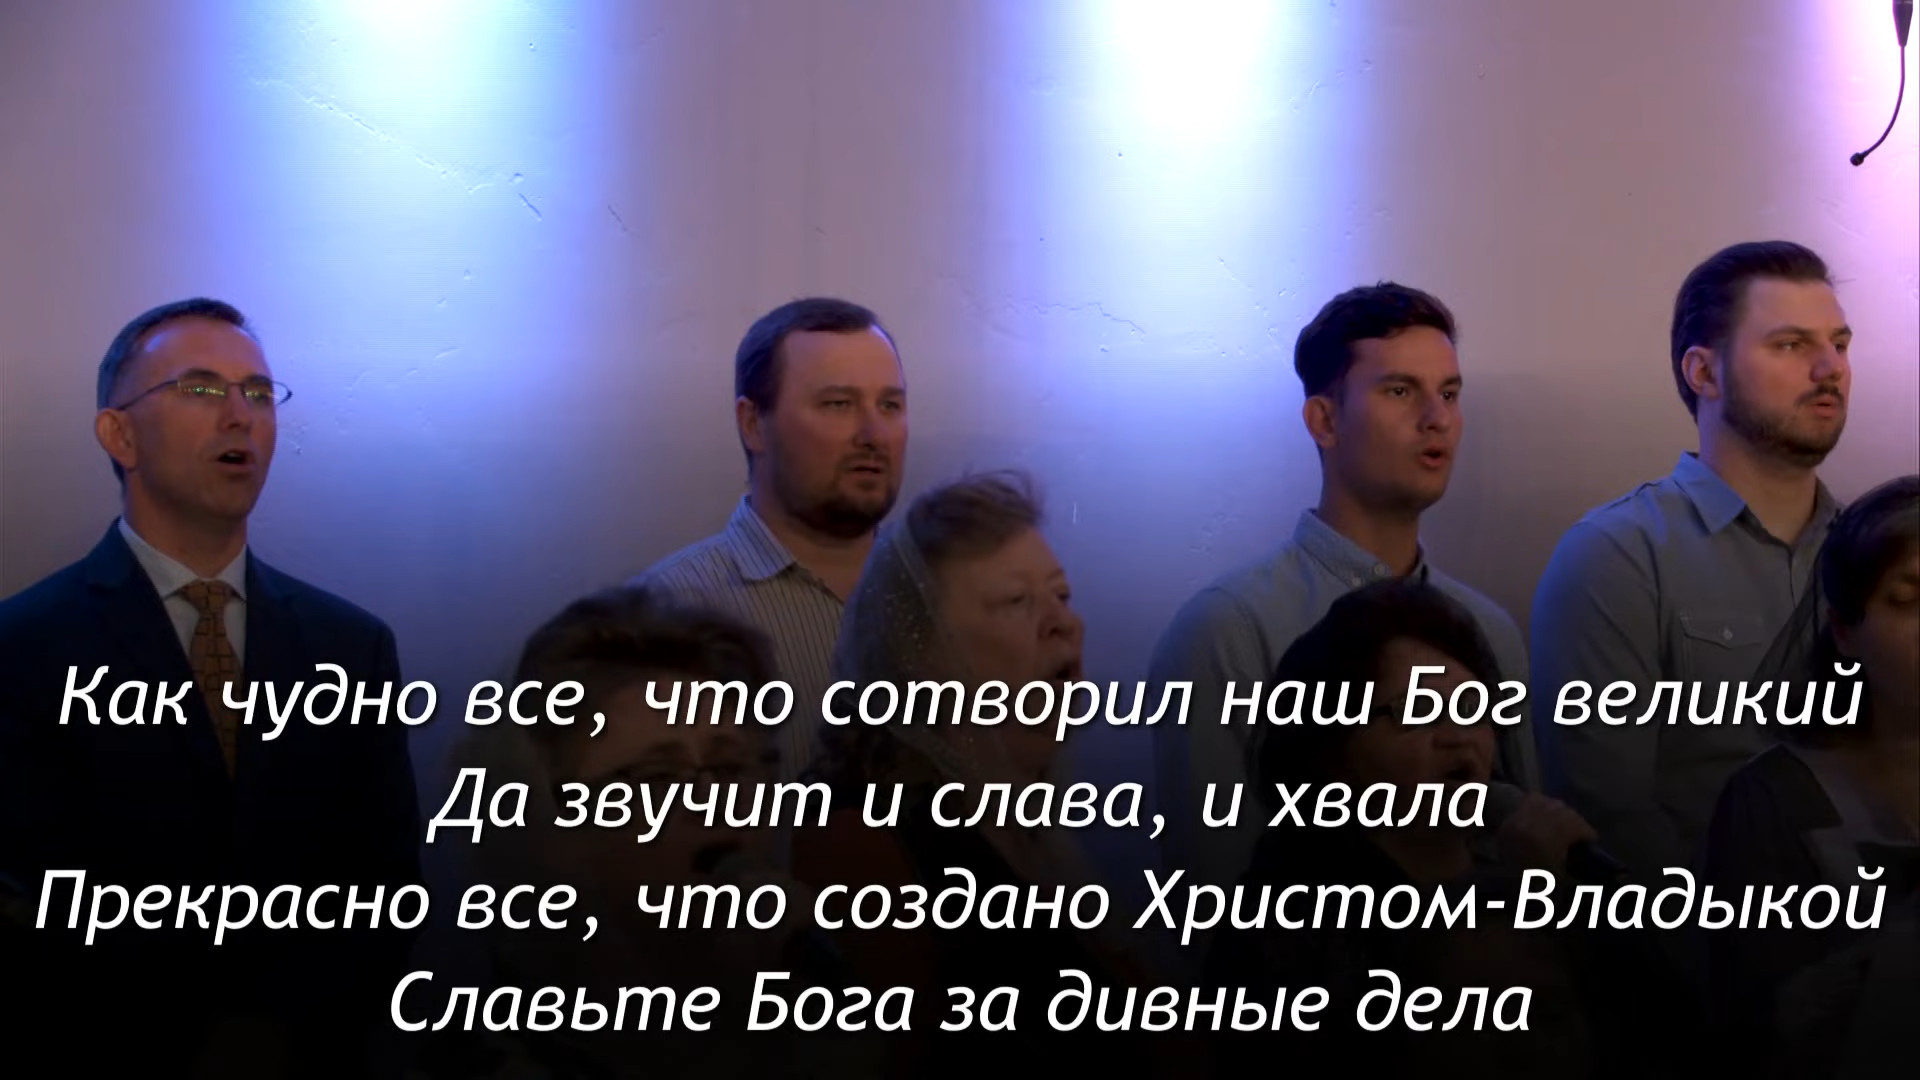 Как чудно все, что сотворил наш Бог великий
Да звучит и слава, и хвала
Прекрасно все, что создано Христом-Владыкой
Славьте Бога за дивные дела